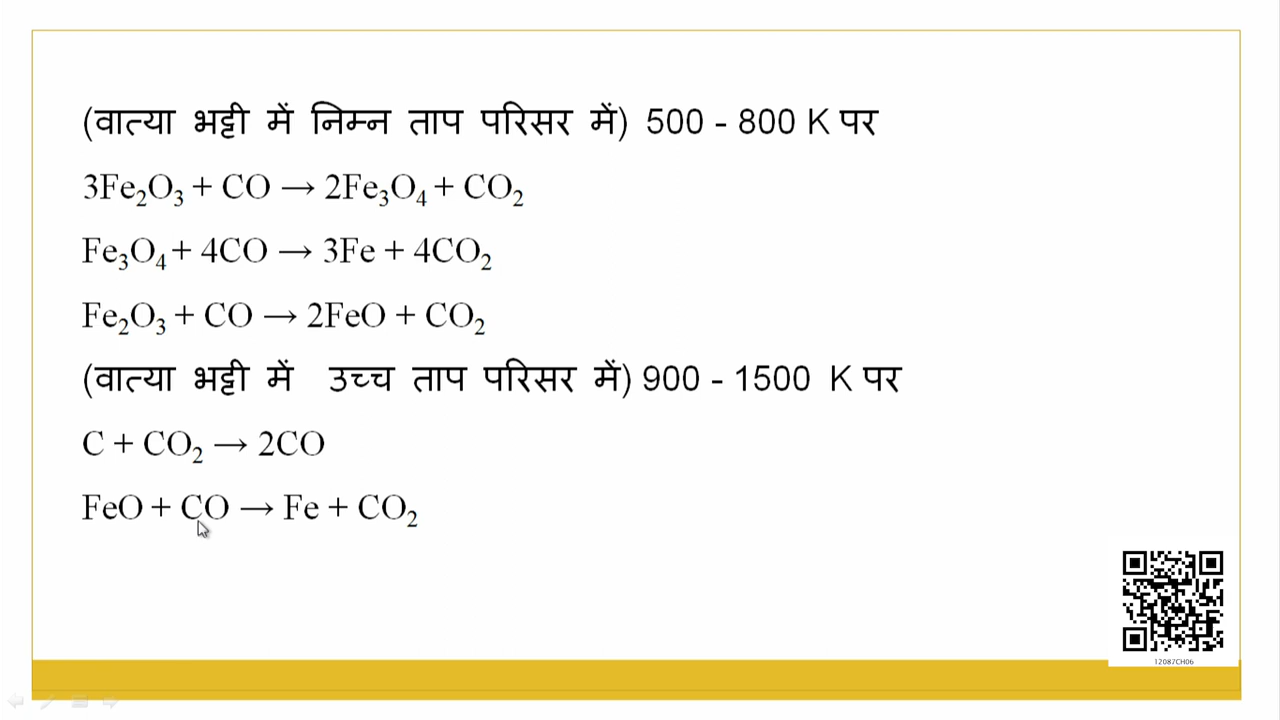 (वात्या भट्टी में निम्न ताप परिसर में) 500 - 800 K पर
3Fe₂O₃ + CO → 2Fe₃O₄ + CO₂
Fe₃O₄ + 4CO → 3Fe + 4CO₂
Fe₂O₃ + CO → 2FeO + CO₂
(वात्या भट्टी में उच्च ताप परिसर में) 900 - 1500 K पर
C + CO₂ → 2CO
FeO + CO → Fe + CO₂
12087CH06